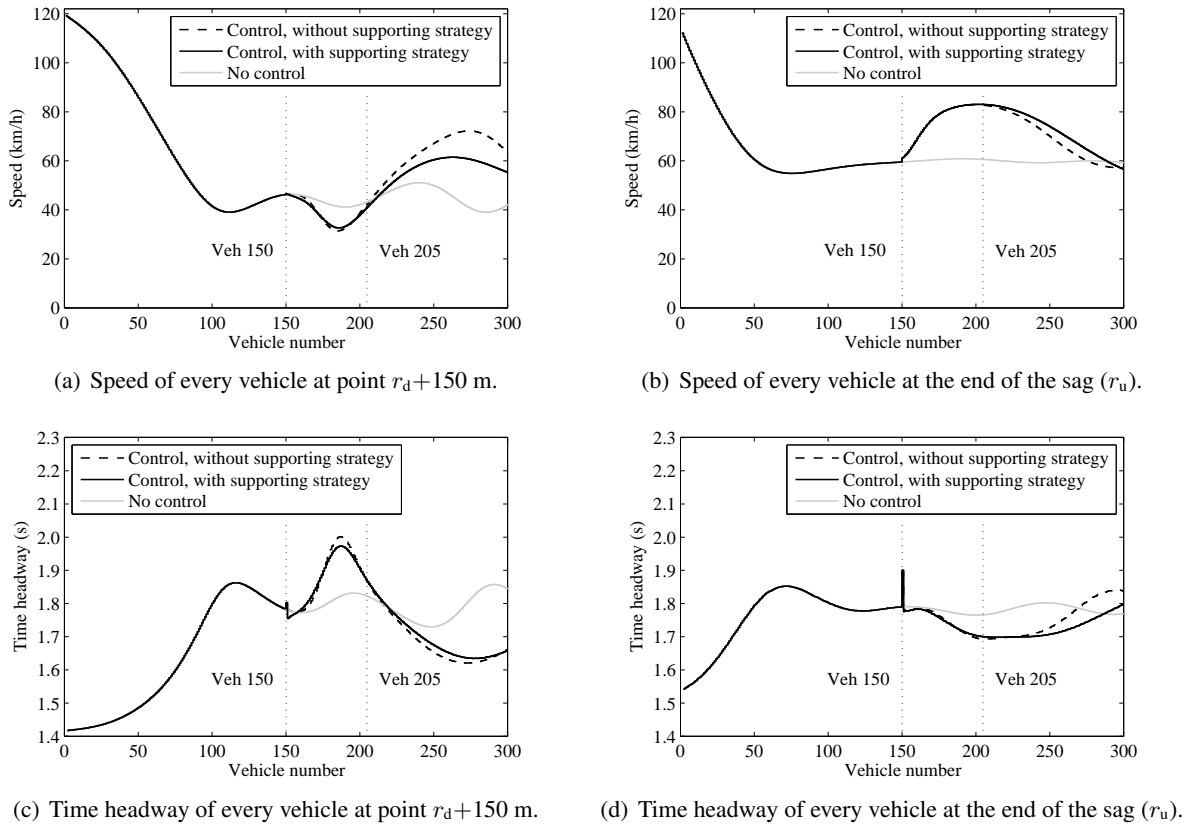 120
100
80
60
40
20
0
0 50 100 150 200 250 300
Speed (km/h)
Vehicle number
Control, without supporting strategy
Control, with supporting strategy
No control
Veh 150
Veh 205
(a) Speed of every vehicle at point rd+150 m.
120
100
80
60
40
20
0
0 50 100 150 200 250 300
Speed (km/h)
Vehicle number
Control, without supporting strategy
Control, with supporting strategy
No control
Veh 150
Veh 205
(b) Speed of every vehicle at the end of the sag (ru).
2.3
2.2
2.1
2.0
1.9
1.8
1.7
1.6
1.5
1.4
0 50 100 150 200 250 300
Time headway (s)
Vehicle number
Control, without supporting strategy
Control, with supporting strategy
No control
Veh 150
Veh 205
(c) Time headway of every vehicle at point rd+150 m.
2.3
2.2
2.1
2.0
1.9
1.8
1.7
1.6
1.5
1.4
0 50 100 150 200 250 300
Time headway (s)
Vehicle number
Control, without supporting strategy
Control, with supporting strategy
No control
Veh 150
Veh 205
(d) Time headway of every vehicle at the end of the sag (ru).